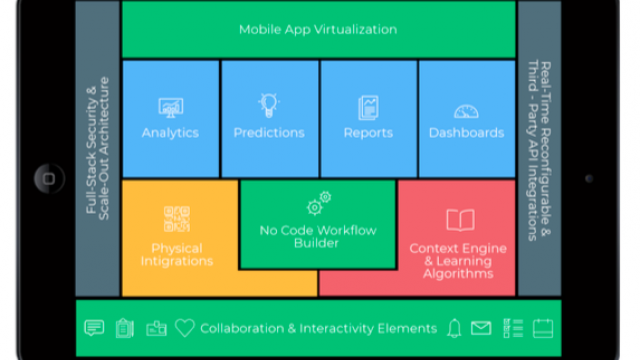 Mobile App Virtualization
Full-Stack Security &
Scale-Out Architecture
Analytics
Predictions
Reports
Dashboards
Real-Time Reconfigurable &
Third - Party API Integrations
Physical
Intigrations
No Code Workflow
Builder
Context Engine
& Learning
Algorithms
Collaboration & Interactivity Elements